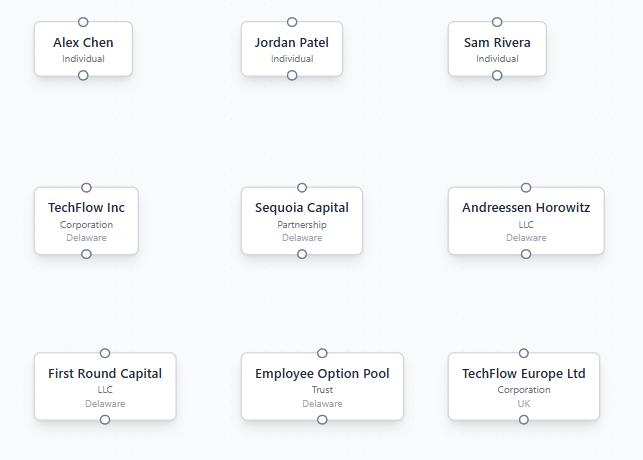 Alex Chen
Individual
Jordan Patel
Individual
Sam Rivera
Individual
TechFlow Inc
Corporation
Delaware
Sequoia Capital
Partnership
Delaware
Andreessen Horowitz
LLC
Delaware
First Round Capital
LLC
Delaware
Employee Option Pool
Trust
Delaware
TechFlow Europe Ltd
Corporation
UK